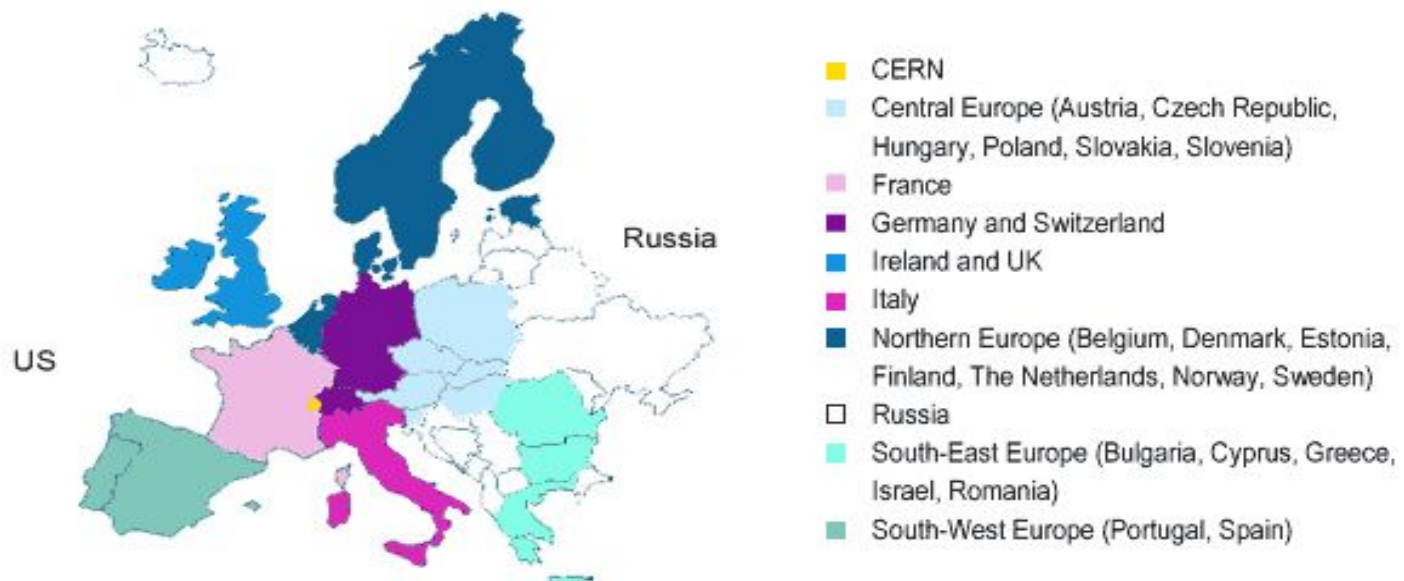 US
Russia
CERN
Central Europe (Austria, Czech Republic,
Hungary, Poland, Slovakia, Slovenia)
France
Germany and Switzerland
Ireland and UK
Italy
Northern Europe (Belgium, Denmark, Estonia,
Finland, The Netherlands, Norway, Sweden)
Russia
South-East Europe (Bulgaria, Cyprus, Greece,
Israel, Romania)
South-West Europe (Portugal, Spain)